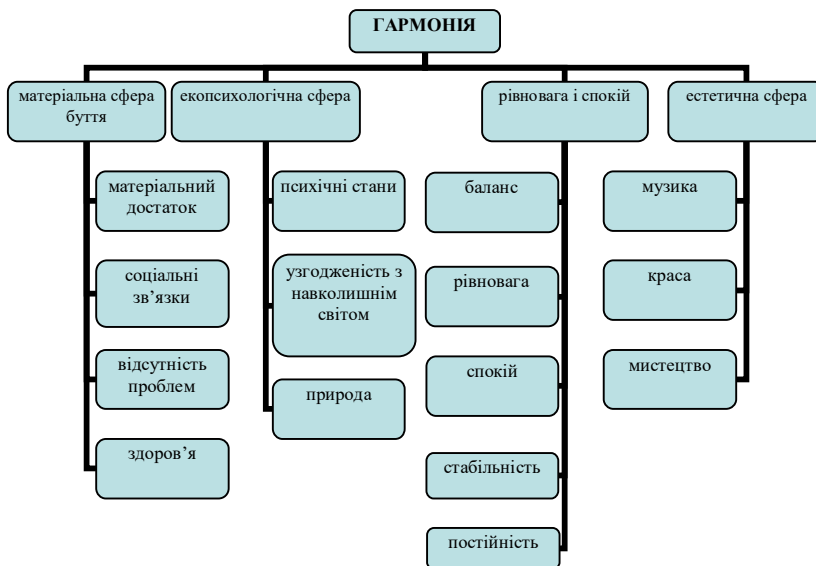 ГАРМОНІЯ
матеріальна сфера
буття
екопсихологічна сфера
рівновага і спокій
естетична сфера
матеріальний
достаток
соціальні
зв’язки
відсутність
проблем
здоров’я
психічні стани
узгодженість з
навколишнім
світом
природа
баланс
рівновага
спокій
стабільність
постійність
музика
краса
мистецтво